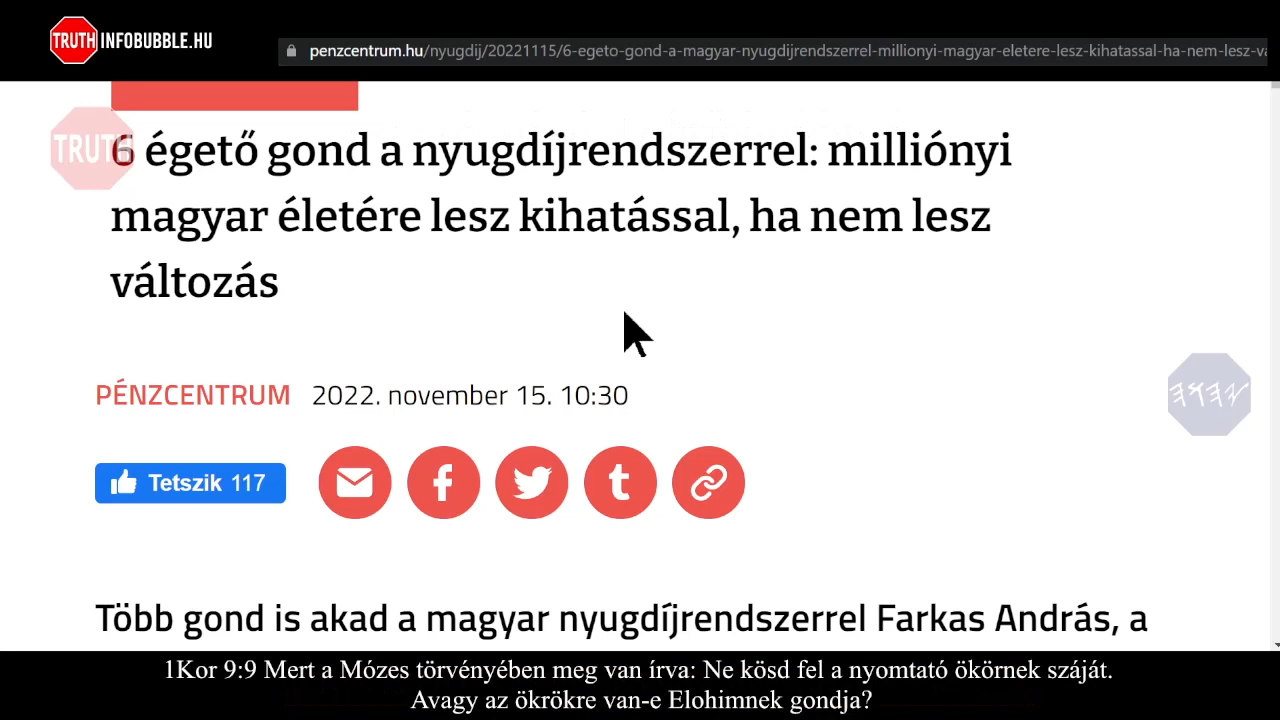 TRUTH INFOBUBBLE.HU
penzcentrum.hu/nyugdij/20221115/6-egeto-gond-a-magyar-nyugdijrendszerrel-millionyi-magyar-eletere-lesz-kihatassal-ha-nem-lesz-va
TRUTH
6 égető gond a nyugdíjrendszerrel: milliónyi
magyar életére lesz kihatással, ha nem lesz
változás
PÉNZCENTRUM 2022. november 15. 10:30
Tetszik 117
Több gond is akad a magyar nyugdíjrendszerrel Farkas András, a
1Kor 9:9 Mert a Mózes törvényében meg van írva: Ne kösd fel a nyomtató ökörnek száját.
Avagy az ökrökre van-e Elohimnek gondja?